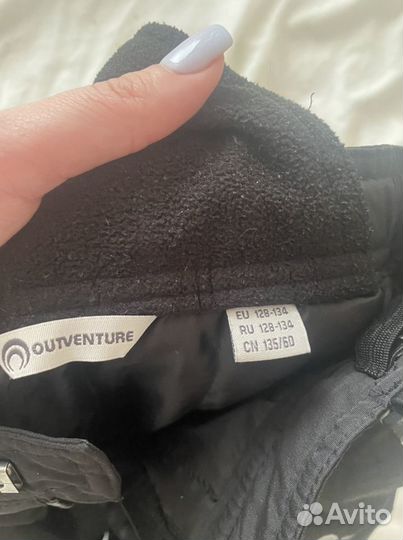 OUTVENTURE
EU 128-134
RU 128-134
CN 135/60
Avito